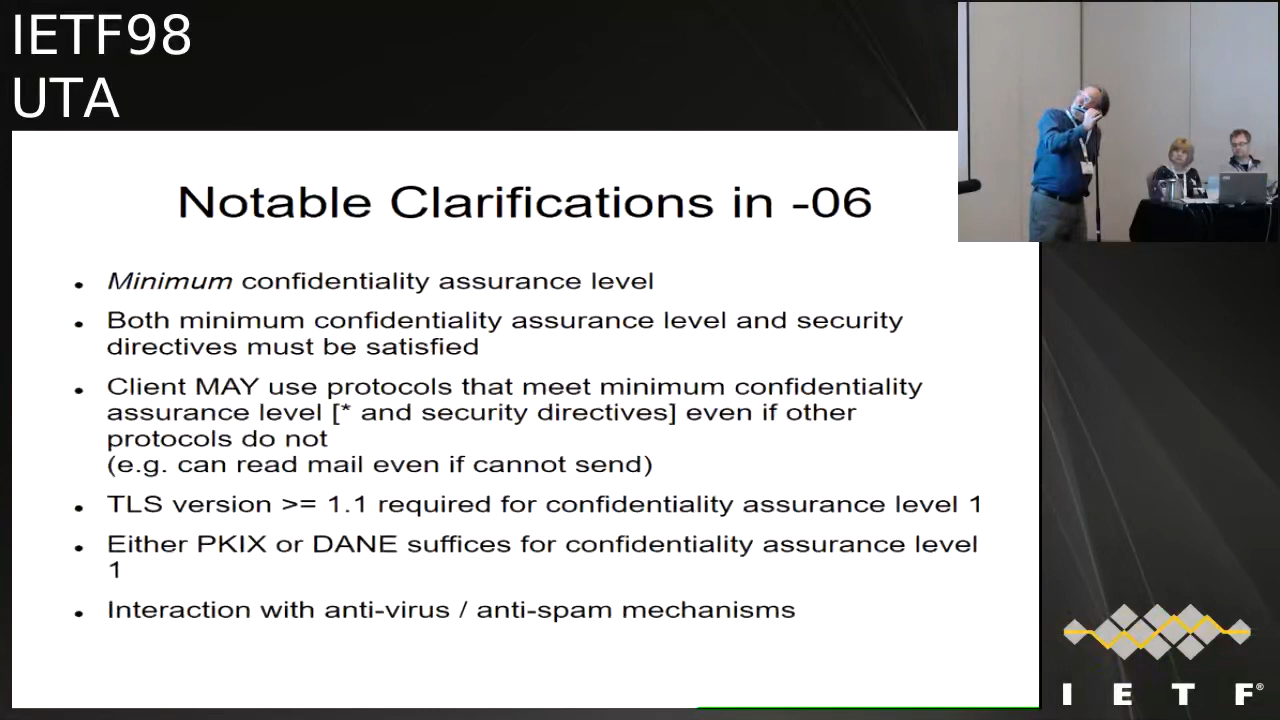 IETF98
UTA
Notable Clarifications in -06
• Minimum confidentiality assurance level
• Both minimum confidentiality assurance level and security
directives must be satisfied
• Client MAY use protocols that meet minimum confidentiality
assurance level [* and security directives] even if other
protocols do not
(e.g. can read mail even if cannot send)
• TLS version >= 1.1 required for confidentiality assurance level 1
• Either PKIX or DANE suffices for confidentiality assurance level
1
• Interaction with anti-virus / anti-spam mechanisms
I E T F®